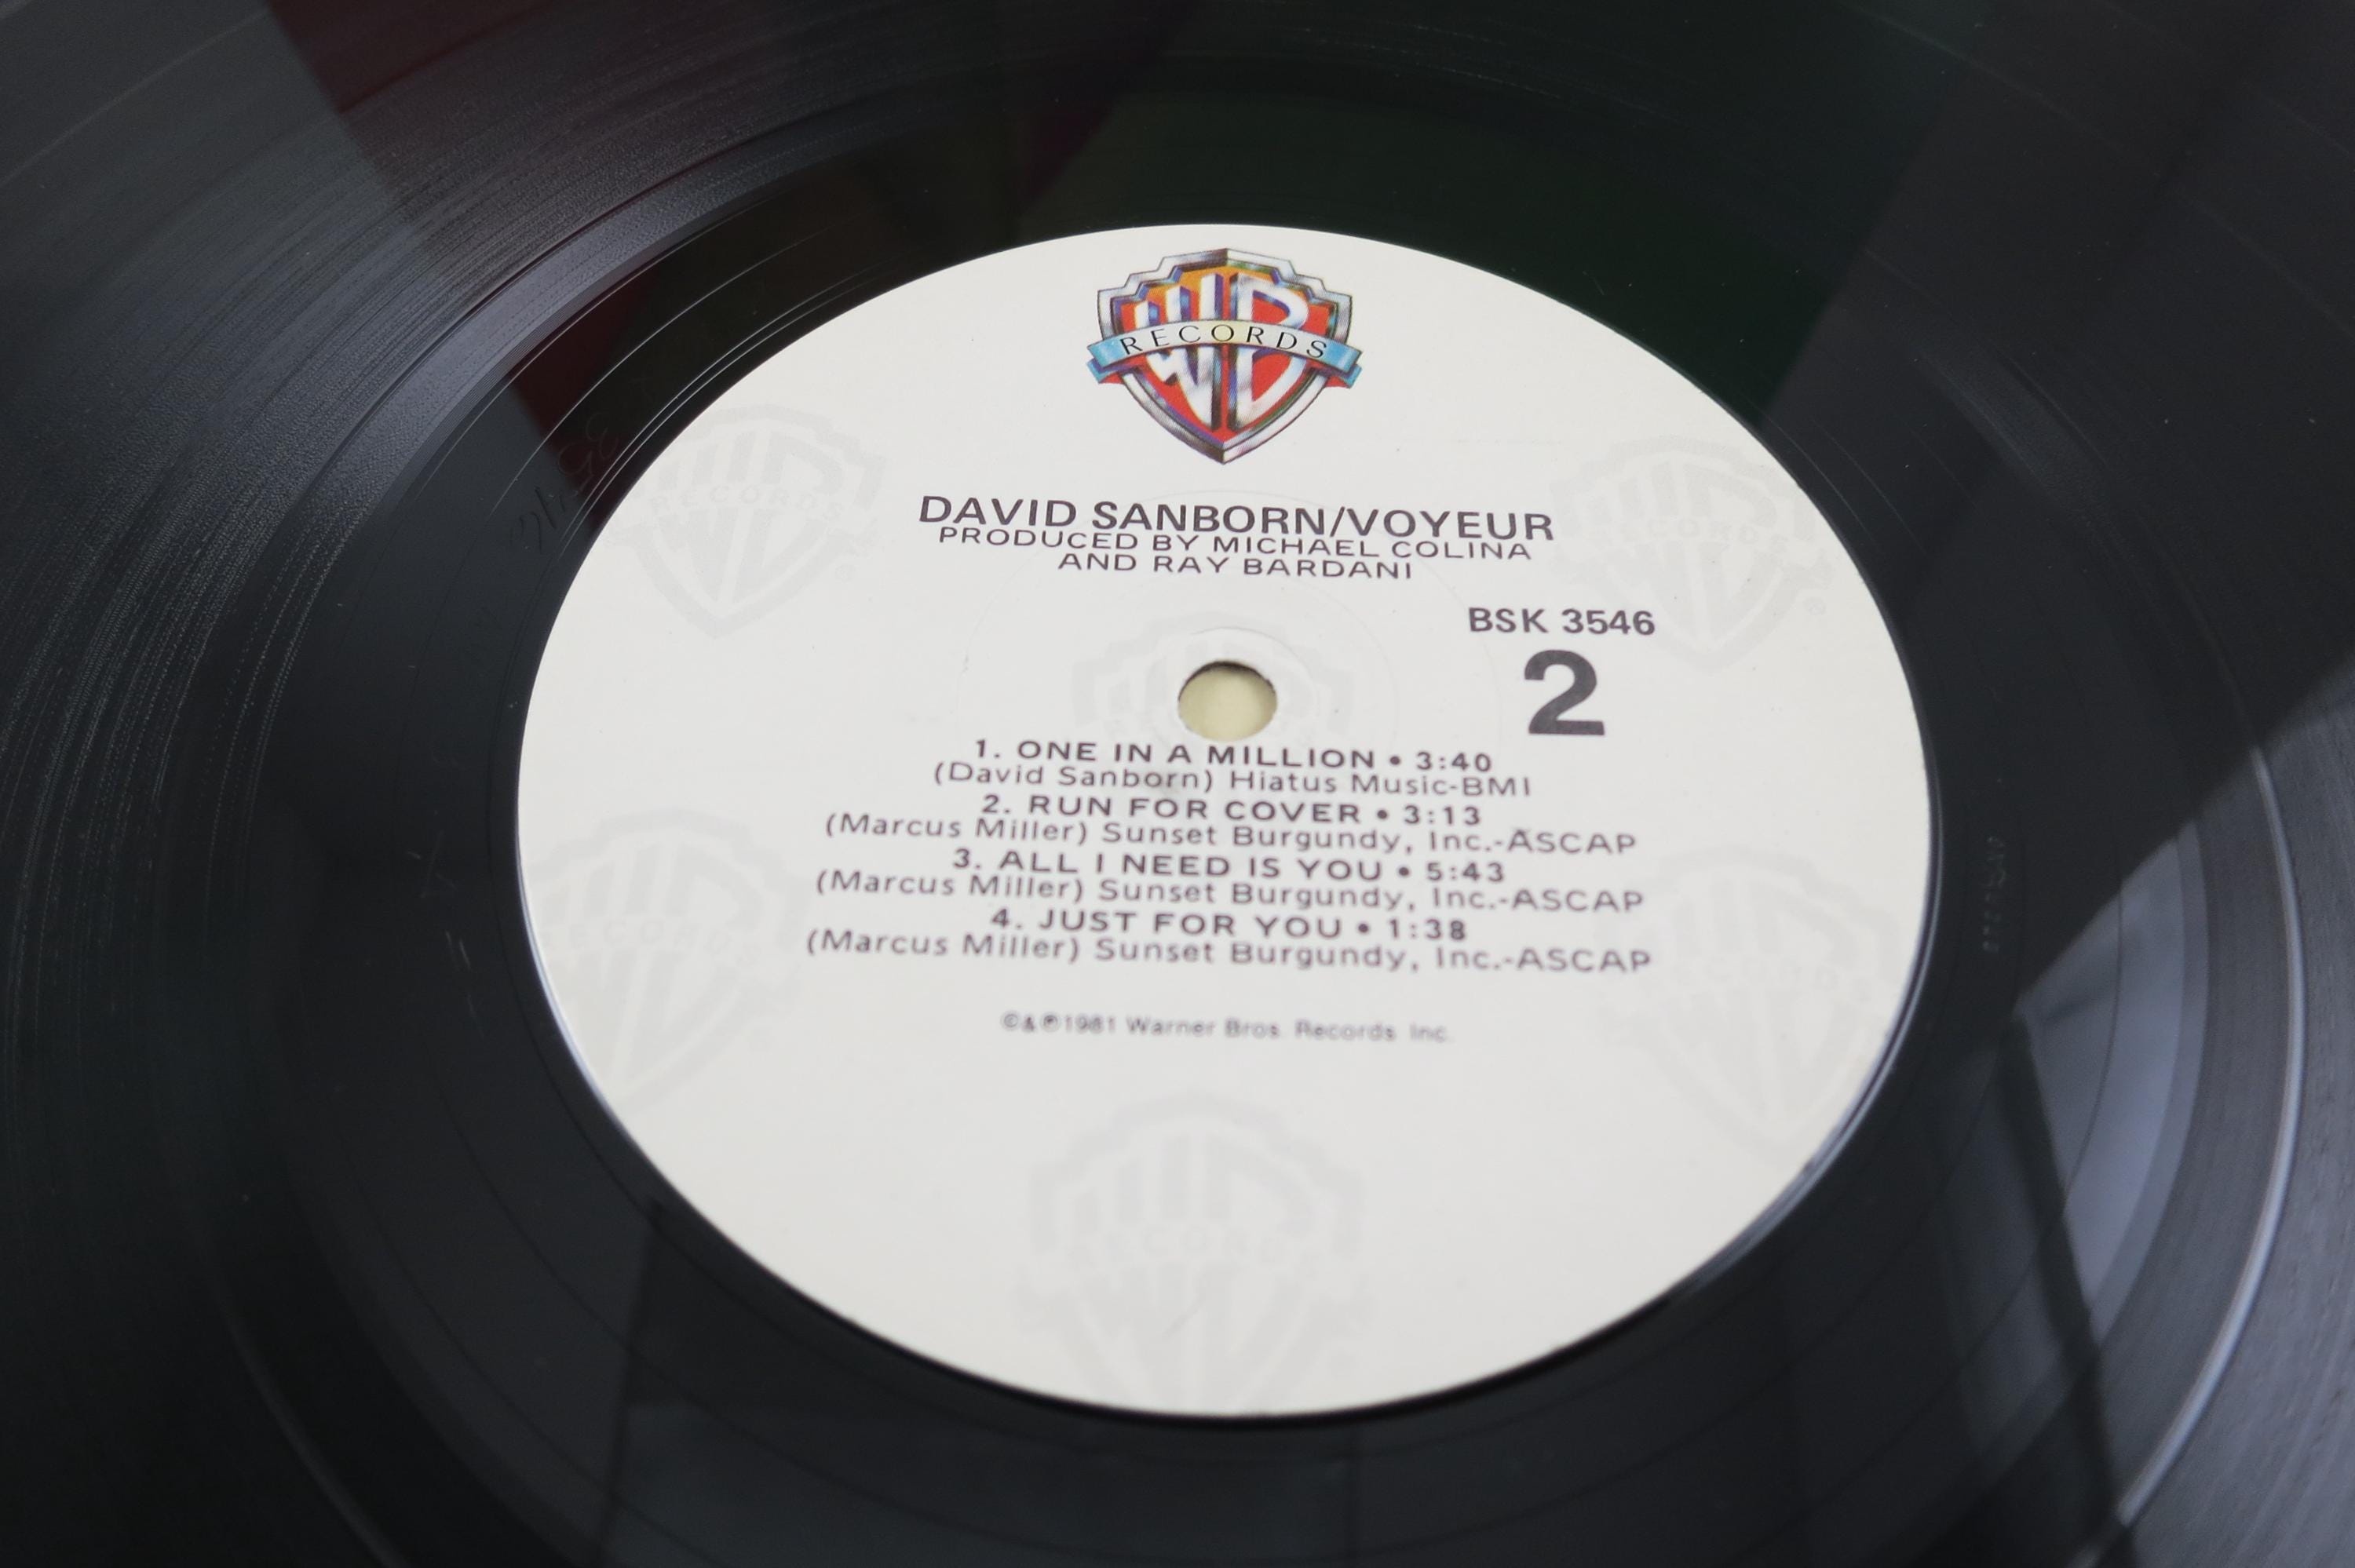 WB
RECORDS
DAVID SANBORN/VOYEUR
PRODUCED BY MICHAEL COLINA
AND RAY BARDANI
BSK 3546
2
1. ONE IN A MILLION • 3:40
(David Sanborn) Hiatus Music-BMI
2. RUN FOR COVER • 3:13
(Marcus Miller) Sunset Burgundy, Inc.-ASCAP
3. ALL I NEED IS YOU • 5:43
(Marcus Miller) Sunset Burgundy, Inc.-ASCAP
4. JUST FOR YOU • 1:38
(Marcus Miller) Sunset Burgundy, Inc.-ASCAP
©&℗1981 Warner Bros. Records Inc.